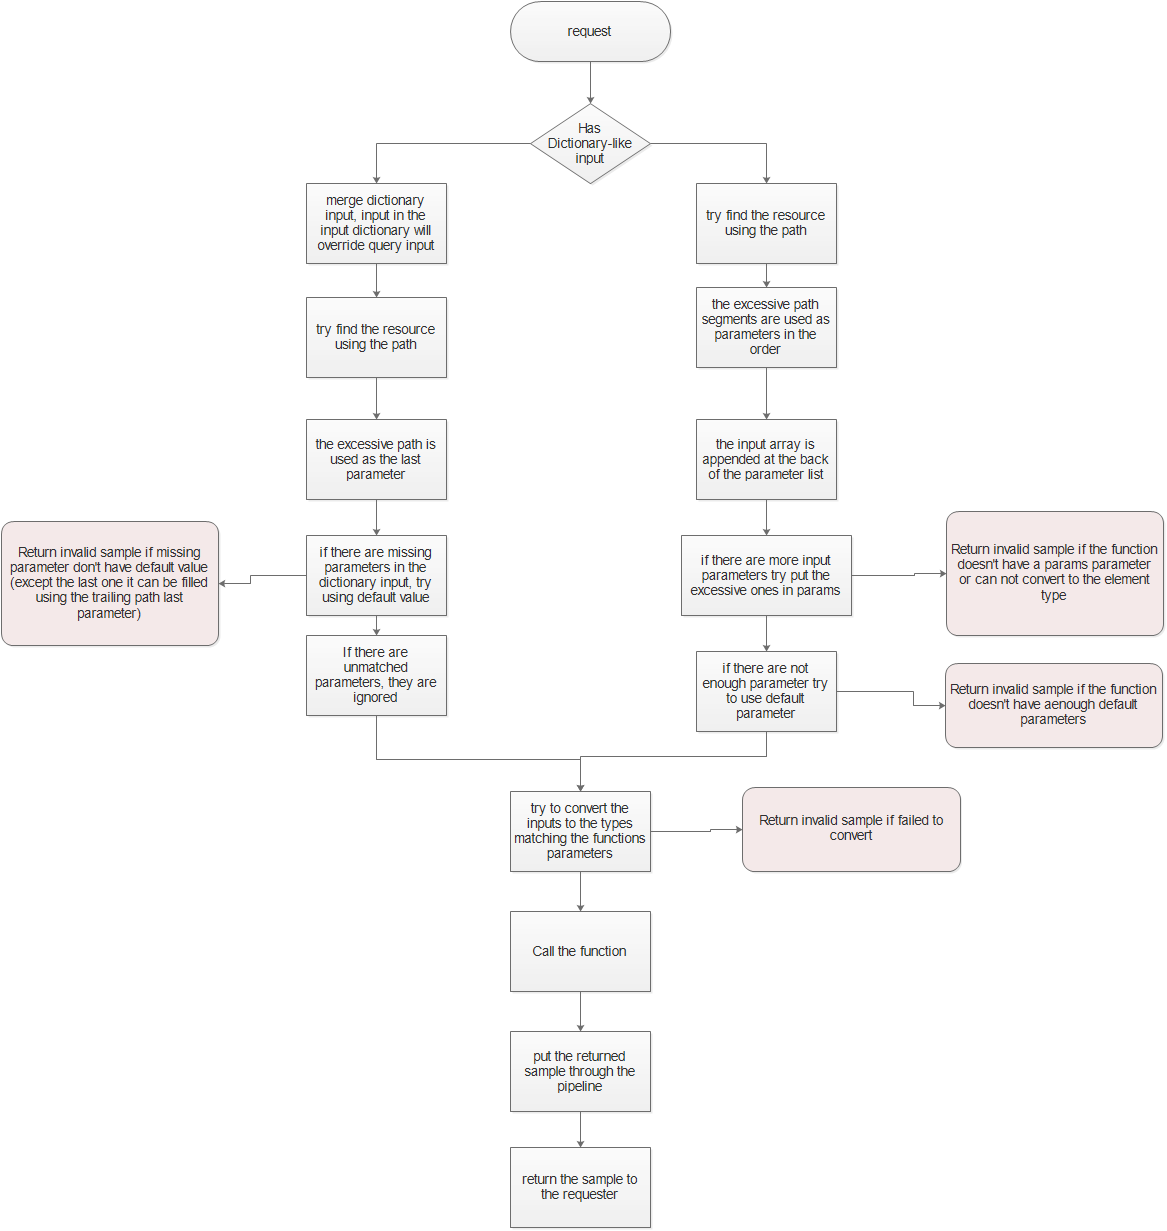 request
Has
Dictionary-like
input
merge dictionary
input, input in the
input dictionary will
override query input
try find the resource
using the path
try find the resource
using the path
the excessive path
segments are used as
parameters in the
order
the excessive path is
used as the last
parameter
the input array is
appended at the back
of the parameter list
Return invalid sample if missing
parameter don't have default value
(except the last one it can be filled
using the trailing path last
parameter)
if there are missing
parameters in the
dictionary input, try
using default value
if there are more input
parameters try put the
excessive ones in params
Return invalid sample if the function
doesn't have a params parameter
or can not convert to the element
type
If there are
unmatched
parameters, they are
ignored
if there are not
enough parameter try
to use default
parameter
Return invalid sample if the function
doesn't have aenough default
parameters
try to convert the
inputs to the types
matching the functions
parameters
Return invalid sample if failed to
convert
Call the function
put the returned
sample through the
pipeline
return the sample to
the requester